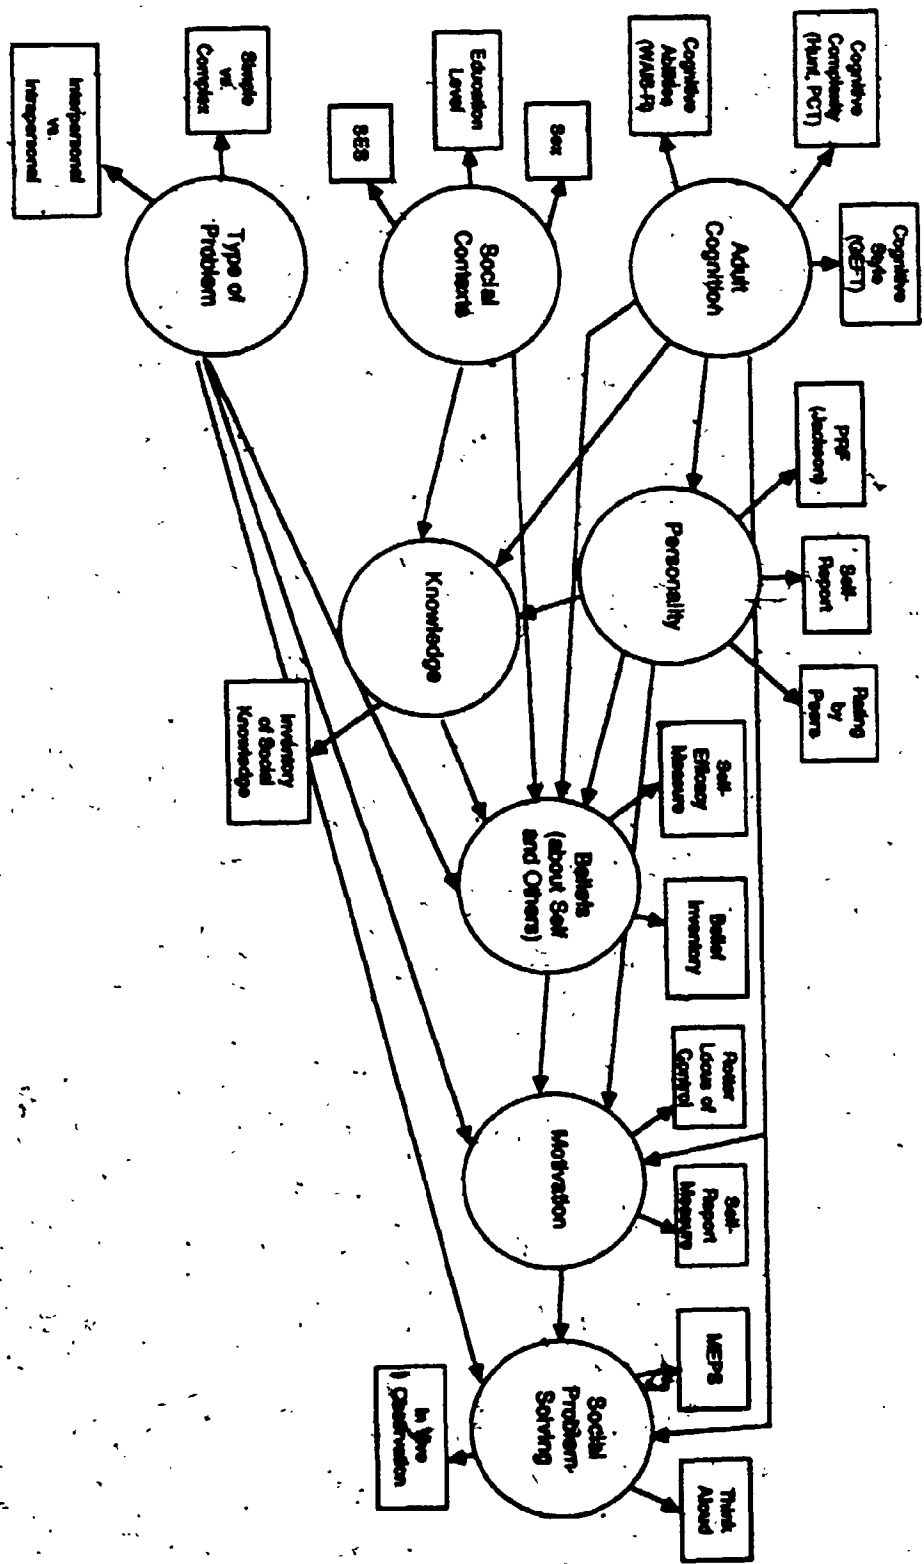 Cognitive
Complexity
(Hunt, PCT)
Cognitive
Style
(GEFT)
PRF
(Jackson)
Self-
Report
Rating
by
Peers
Cognitive
Abilities
(WAIS-R)
Adult
Cognition
Personality
Self-
Efficacy
Measure
Belief
Inventory
Rotter
Locus of
Control
Self-
Report
Measure
MEPS
Think
Aloud
Sex
Education
Level
SES
Social
Contexts
Knowledge
Beliefs
(about Self
and Others)
Motivation
Social
Problem-
Solving
In Vivo
Observation
Simple
vs.
Complex
Type of
Problem
Inventory
of Social
Knowledge
Interpersonal
vs.
Intrapersonal